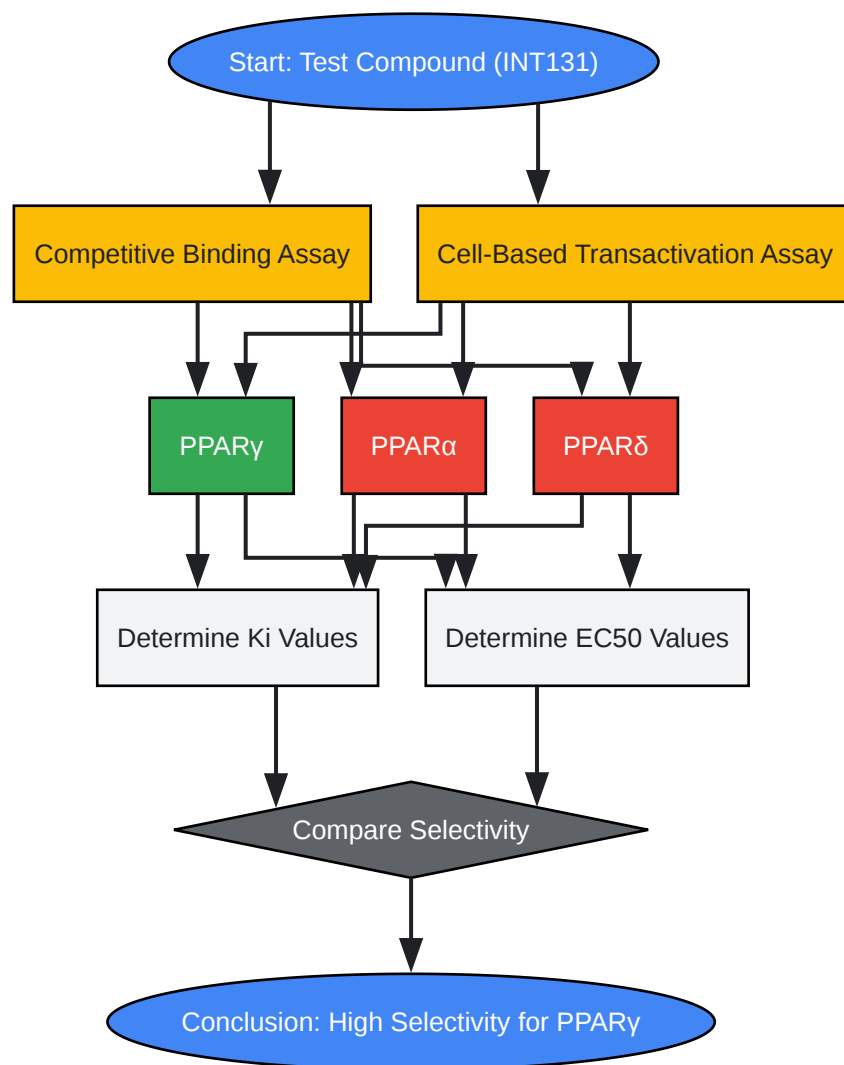 Start: Test Compound (INT131)
Competitive Binding Assay
Cell-Based Transactivation Assay
PPARγ
PPARα
PPARδ
Determine Ki Values
Determine EC50 Values
Compare Selectivity
Conclusion: High Selectivity for PPARγ